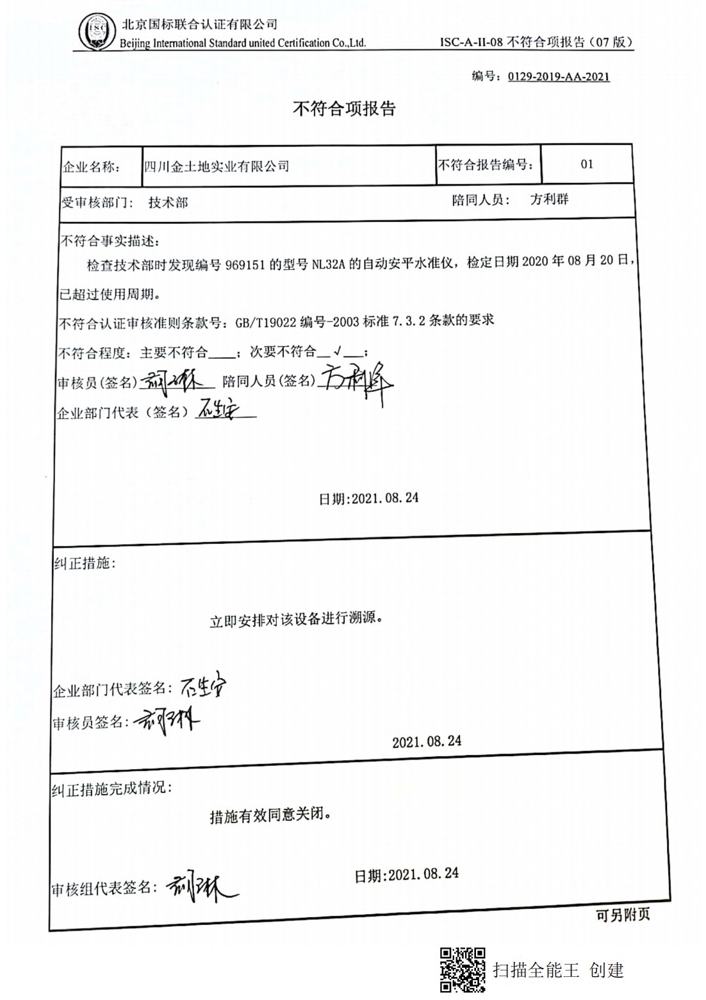 ISC
北京国标联合认证有限公司
Beijing International Standard united Certification Co.,Ltd.
ISC-A-II-08 不符合项报告(07 版)
编号: 0129-2019-AA-2021
不符合项报告
企业名称: 四川金土地实业有限公司 不符合报告编号: 01
受审核部门: 技术部 陪同人员: 方利群
不符合事实描述:
检查技术部时发现编号 969151 的型号 NL32A 的自动安平水准仪，检定日期 2020 年 08 月 20 日，
已超过使用周期。
不符合认证审核准则条款号: GB/T19022 编号-2003 标准 7.3.2 条款的要求
不符合程度: 主要不符合____; 次要不符合__√___;
审核员(签名) 陪同人员(签名) 方利群
企业部门代表（签名）石生安
日期:2021.08.24
纠正措施:
立即安排对该设备进行溯源。
企业部门代表签名: 石生安
审核员签名:
2021.08.24
纠正措施完成情况:
措施有效同意关闭。
日期:2021.08.24
审核组代表签名:
可另附页
扫描全能王 创建